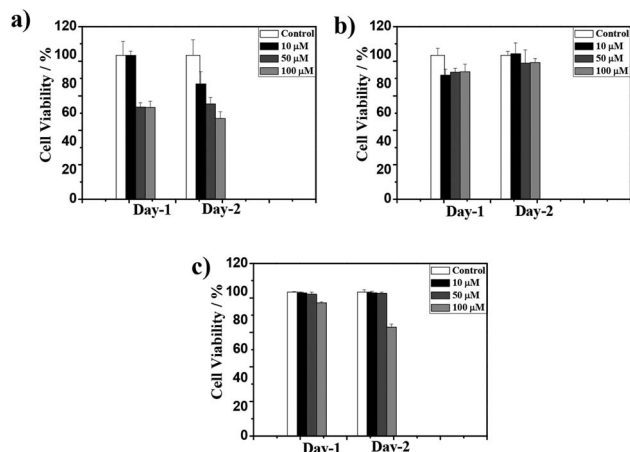 a)
120
100
80
60
40
20
0
Cell Viability / %
Control
10 µM
50 µM
100 µM
Day-1
Day-2
b)
120
100
80
60
40
20
0
Cell Viability / %
Control
10 µM
50 µM
100 µM
Day-1
Day-2
c)
120
100
80
60
40
20
0
Cell Viability / %
Control
10 µM
50 µM
100 µM
Day-1
Day-2